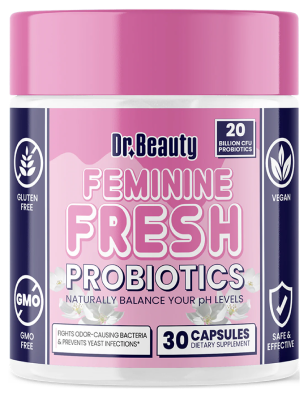 Dr. Beauty
20
BILLION CFU
PROBIOTICS
FEMININE
FRESH
PROBIOTICS
NATURALLY BALANCE YOUR pH LEVELS
FIGHTS ODOR-CAUSING BACTERIA
& PREVENTS YEAST INFECTIONS*
30 CAPSULES
DIETARY SUPPLEMENT
GLUTEN
FREE
GMO
GMO
FREE
VEGAN
SAFE &
EFFECTIVE